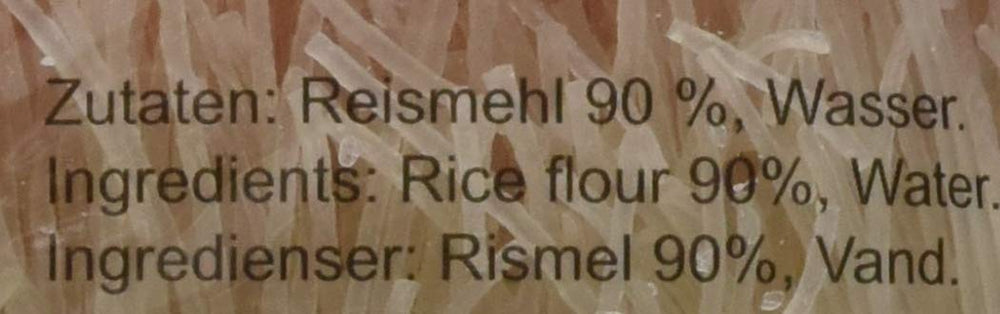 Zutaten: Reismehl 90 %, Wasser.
Ingredients: Rice flour 90%, Water.
Ingredienser: Rismel 90%, Vand.